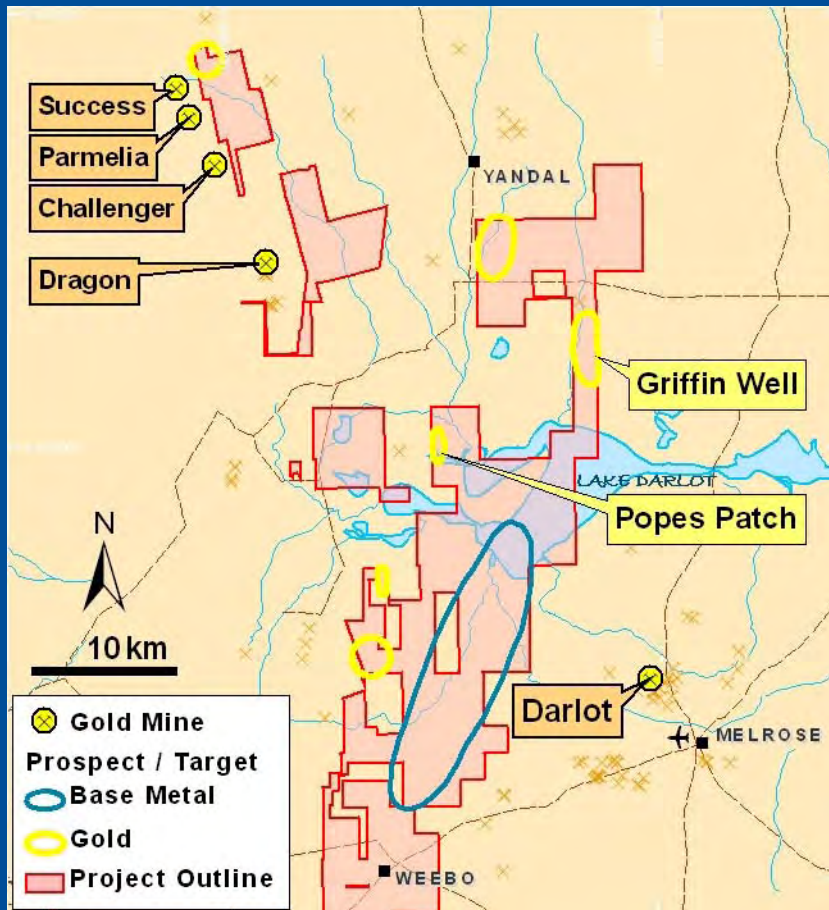 Success
Parmelia
Challenger
Dragon
YANDAL
Griffin Well
LAKE DARLOT
Popes Patch
N
10 km
Darlot
MELROSE
Gold Mine
Prospect / Target
Base Metal
Gold
Project Outline
WEEBO